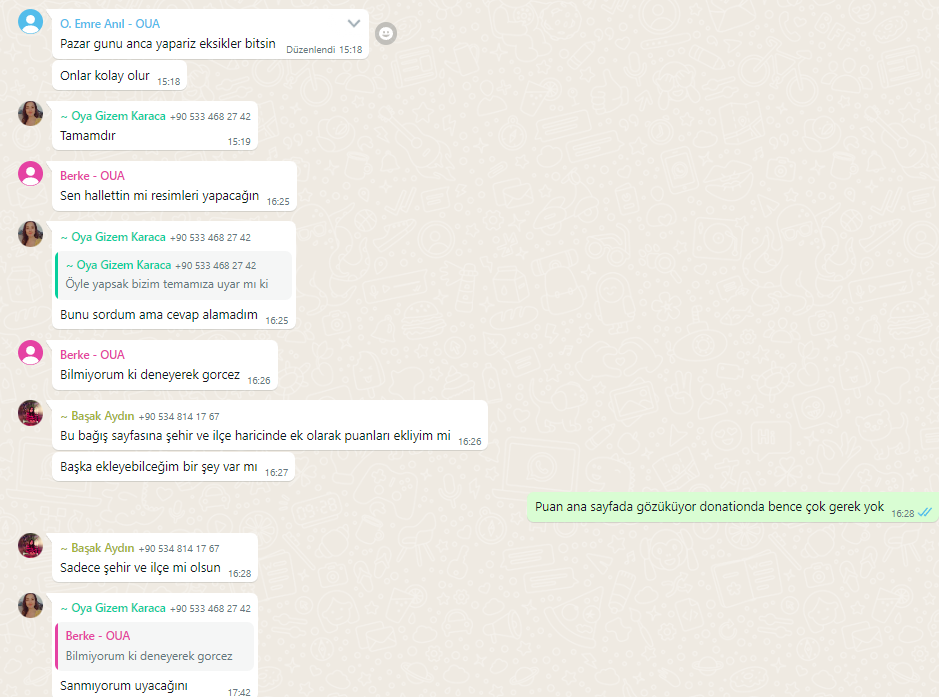 O. Emre Anıl - OUA
Pazar gunu anca yapariz eksikler bitsin Düzenlendi 15:18
Onlar kolay olur 15:18
~ Oya Gizem Karaca +90 533 468 27 42
Tamamdır 15:19
Berke - OUA
Sen hallettin mi resimleri yapacağın 16:25
~ Oya Gizem Karaca +90 533 468 27 42
~ Oya Gizem Karaca +90 533 468 27 42
Öyle yapsak bizim temamıza uyar mı ki
Bunu sordum ama cevap alamadım 16:25
Berke - OUA
Bilmiyorum ki deneyerek gorcez 16:26
~ Başak Aydın +90 534 814 17 67
Bu bağış sayfasına şehir ve ilçe haricinde ek olarak puanları ekliyim mi 16:26
Başka ekleyebilceğim bir şey var mı 16:27
Puan ana sayfada gözüküyor donationda bence çok gerek yok 16:28
~ Başak Aydın +90 534 814 17 67
Sadece şehir ve ilçe mi olsun 16:28
~ Oya Gizem Karaca +90 533 468 27 42
Berke - OUA
Bilmiyorum ki deneyerek gorcez
Sanmıyorum uyacağını 17:42